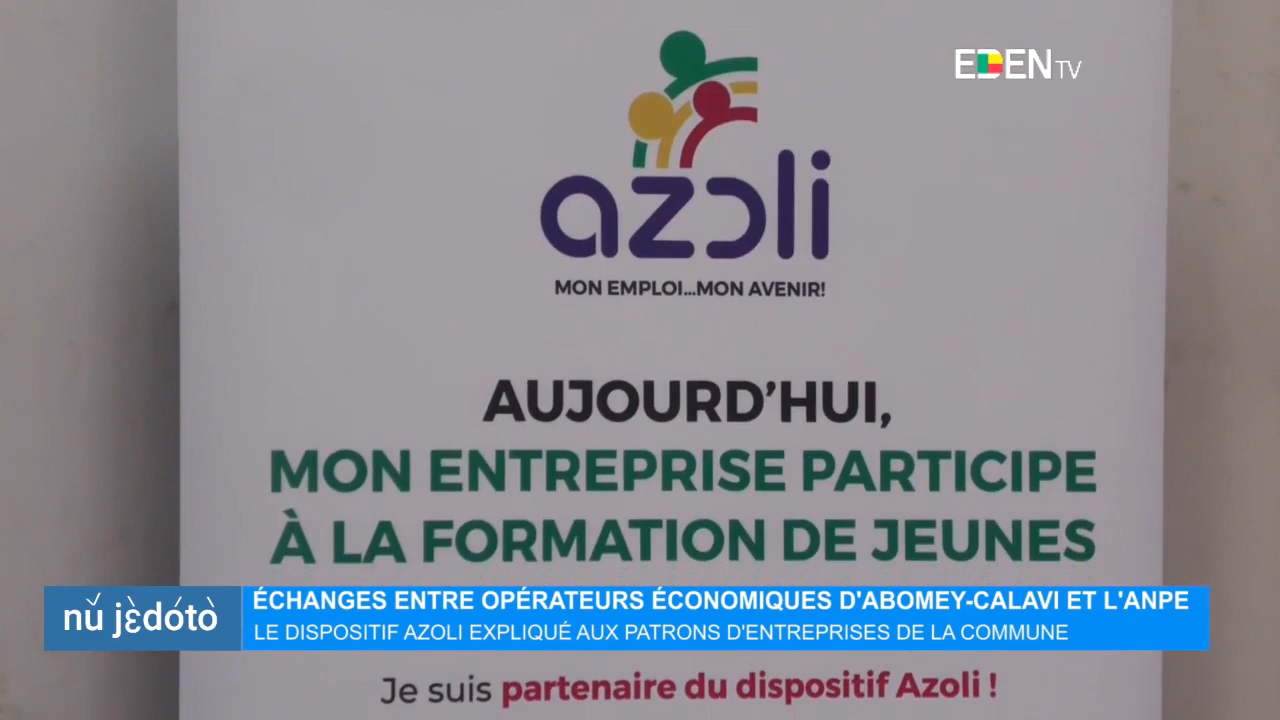 EDEN TV
azoli
MON EMPLOI...MON AVENIR!
AUJOURD'HUI,
MON ENTREPRISE PARTICIPE
À LA FORMATION DE JEUNES
nǔ jɛ̀ɖótò
ÉCHANGES ENTRE OPÉRATEURS ÉCONOMIQUES D'ABOMEY-CALAVI ET L'ANPE
LE DISPOSITIF AZOLI EXPLIQUÉ AUX PATRONS D'ENTREPRISES DE LA COMMUNE
Je suis partenaire du dispositif Azoli !